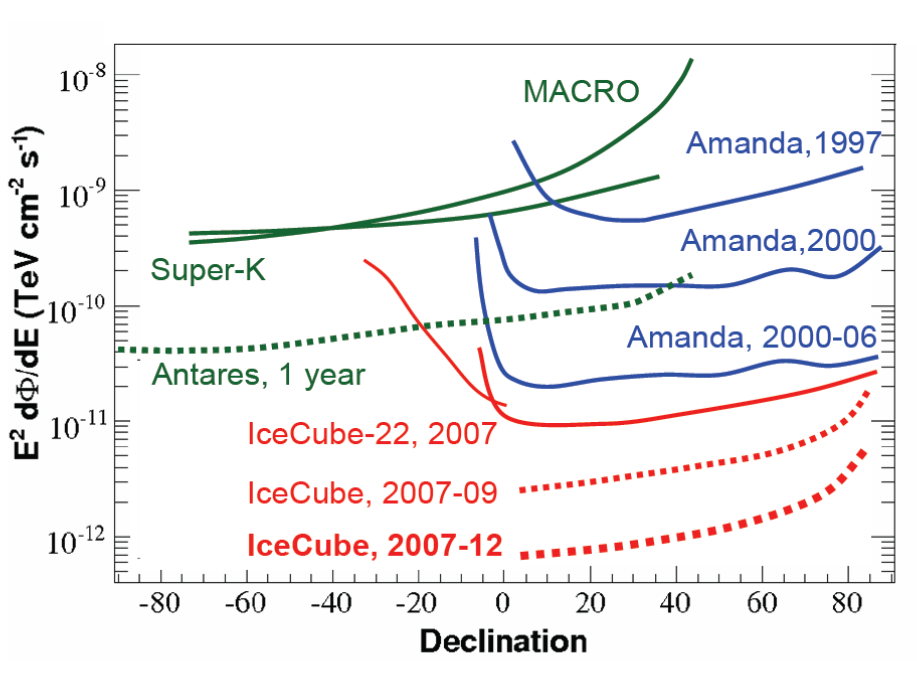 10⁻⁸
10⁻⁹
10⁻¹⁰
10⁻¹¹
10⁻¹²
E² dΦ/dE (TeV cm⁻² s⁻¹)
MACRO
Amanda,1997
Super-K
Amanda,2000
Antares, 1 year
Amanda, 2000-06
IceCube-22, 2007
IceCube, 2007-09
IceCube, 2007-12
-80 -60 -40 -20 0 20 40 60 80
Declination